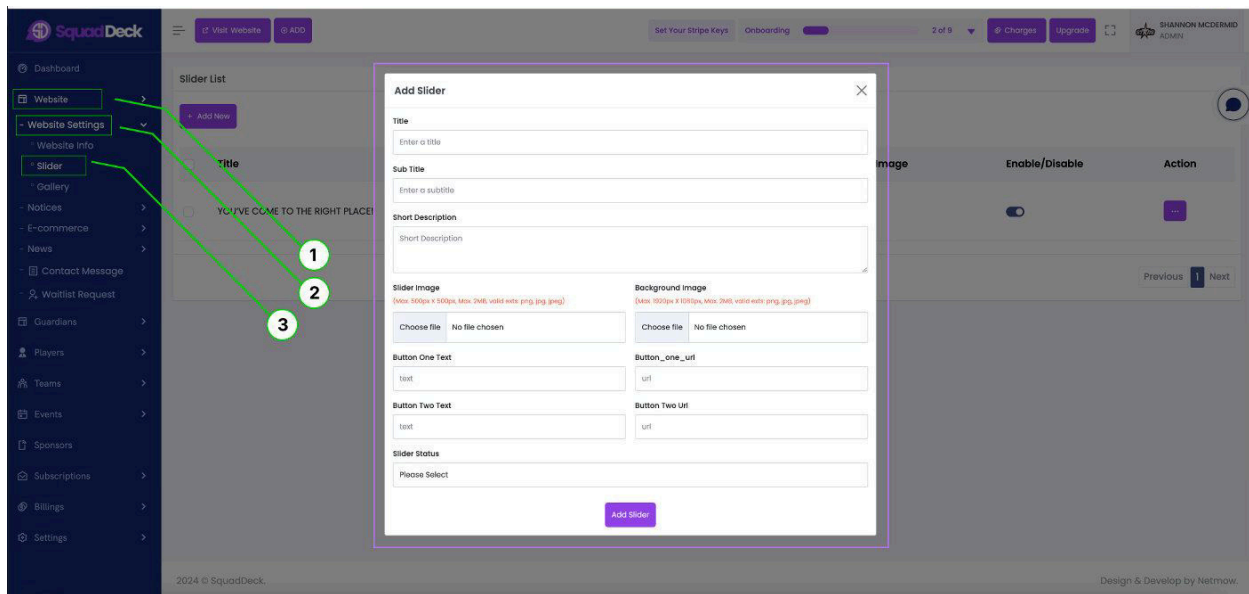 SquadDeck
Visit Website
ADD
Set Your Stripe Keys
Onboarding
2 of 9
Charges
Upgrade
SHANNON MCDERMID
ADMIN
Dashboard
Website
- Website Settings
Website Info
Slider
Gallery
- Notices
- E-commerce
- News
- Contact Message
- Waitlist Request
Guardians
Players
Teams
Events
Sponsors
Subscriptions
Billings
Settings
1
2
3
Slider List
+ Add New
Title
Image
Enable/Disable
Action
YOU'VE COME TO THE RIGHT PLACE!
...
Previous 1 Next
Add Slider
Title
Enter a title
Sub Title
Enter a subtitle
Short Description
Short Description
Slider Image
(Max. 500px X 500px, Max. 2MB, valid exts: png, jpg, jpeg)
Choose file No file chosen
Background Image
(Max. 1920px X 1080px, Max. 2MB, valid exts: png, jpg, jpeg)
Choose file No file chosen
Button One Text
text
Button_one_url
url
Button Two Text
text
Button Two Url
url
Slider Status
Please Select
Add Slider
2024 © SquadDeck.
Design & Develop by Netmow.